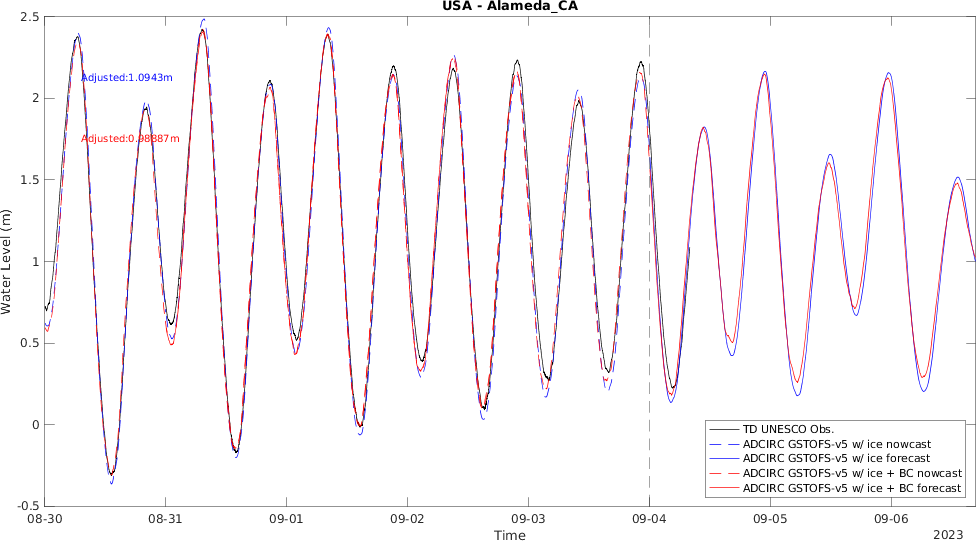 USA - Alameda_CA
2.5
2
1.5
1
0.5
0
-0.5
Water Level (m)
Adjusted:1.0943m
Adjusted:0.98887m
TD UNESCO Obs.
ADCIRC GSTOFS-v5 w/ ice nowcast
ADCIRC GSTOFS-v5 w/ ice forecast
ADCIRC GSTOFS-v5 w/ ice + BC nowcast
ADCIRC GSTOFS-v5 w/ ice + BC forecast
08-30 08-31 09-01 09-02 09-03 09-04 09-05 09-06
Time
2023